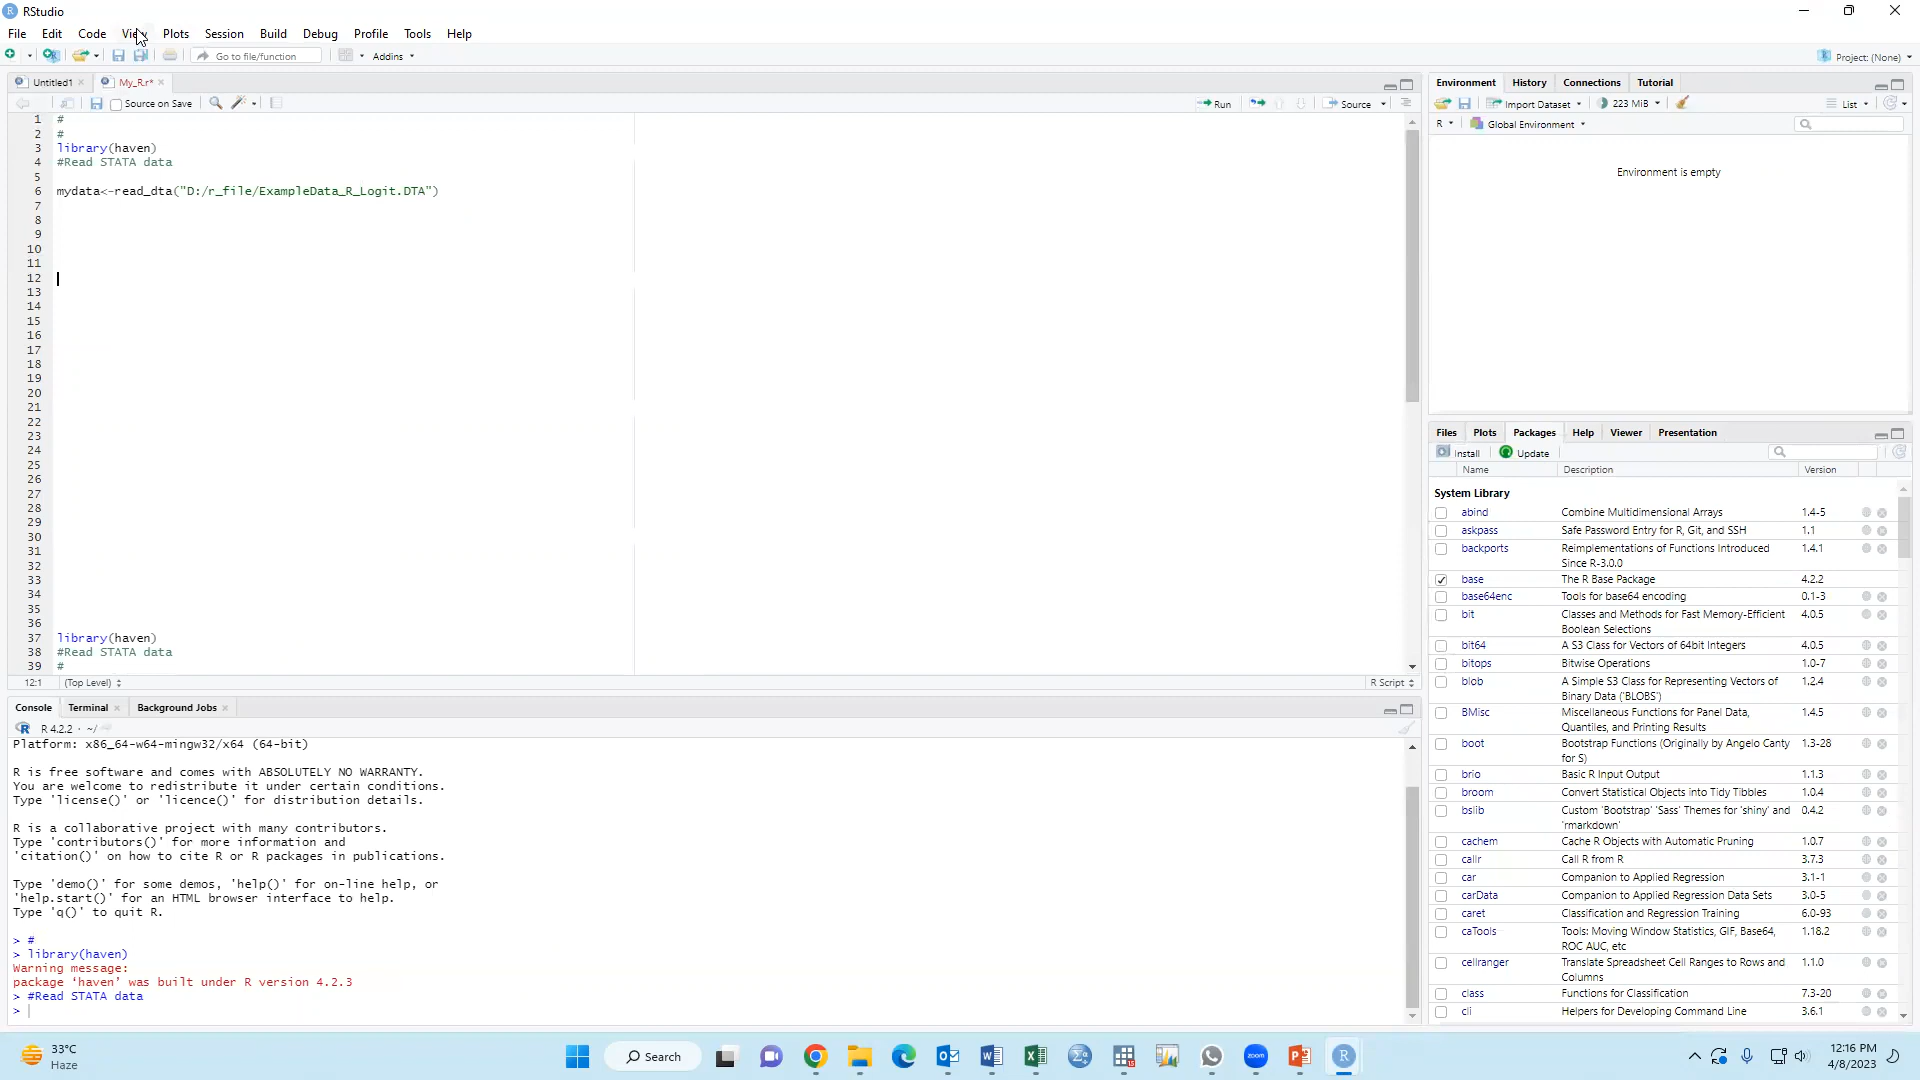 RStudio
File Edit Code View Plots Session Build Debug Profile Tools Help
Go to file/function Addins Project: (None)
Untitled1 My_R.r*
Source on Save Run Source
1 #
2 #
3 library(haven)
4 #Read STATA data
5
6 mydata<-read_dta("D:/r_file/ExampleData_R_Logit.DTA")
7
8
9
10
11
12
13
14
15
16
17
18
19
20
21
22
23
24
25
26
27
28
29
30
31
32
33
34
35
36
37 library(haven)
38 #Read STATA data
39 #
12:1 (Top Level) R Script
Console Terminal Background Jobs
R 4.2.2 · ~/
Platform: x86_64-w64-mingw32/x64 (64-bit)
R is free software and comes with ABSOLUTELY NO WARRANTY.
You are welcome to redistribute it under certain conditions.
Type 'license()' or 'licence()' for distribution details.
R is a collaborative project with many contributors.
Type 'contributors()' for more information and
'citation()' on how to cite R or R packages in publications.
Type 'demo()' for some demos, 'help()' for on-line help, or
'help.start()' for an HTML browser interface to help.
Type 'q()' to quit R.
> #
> library(haven)
Warning message:
package ‘haven’ was built under R version 4.2.3
> #Read STATA data
>
Environment History Connections Tutorial
Import Dataset 223 MiB List
R Global Environment
Environment is empty
Files Plots Packages Help Viewer Presentation
Install Update
Name Description Version
System Library
abind Combine Multidimensional Arrays 1.4-5
askpass Safe Password Entry for R, Git, and SSH 1.1
backports Reimplementations of Functions Introduced 1.4.1
Since R-3.0.0
base The R Base Package 4.2.2
base64enc Tools for base64 encoding 0.1-3
bit Classes and Methods for Fast Memory-Efficient 4.0.5
Boolean Selections
bit64 A S3 Class for Vectors of 64bit Integers 4.0.5
bitops Bitwise Operations 1.0-7
blob A Simple S3 Class for Representing Vectors of 1.2.4
Binary Data ('BLOBS')
BMisc Miscellaneous Functions for Panel Data, 1.4.5
Quantiles, and Printing Results
boot Bootstrap Functions (Originally by Angelo Canty 1.3-28
for S)
brio Basic R Input Output 1.1.3
broom Convert Statistical Objects into Tidy Tibbles 1.0.4
bslib Custom 'Bootstrap' 'Sass' Themes for 'shiny' and 0.4.2
'rmarkdown'
cachem Cache R Objects with Automatic Pruning 1.0.7
callr Call R from R 3.7.3
car Companion to Applied Regression 3.1-1
carData Companion to Applied Regression Data Sets 3.0-5
caret Classification and Regression Training 6.0-93
caTools Tools: Moving Window Statistics, GIF, Base64, 1.18.2
ROC AUC, etc
cellranger Translate Spreadsheet Cell Ranges to Rows and 1.1.0
Columns
class Functions for Classification 7.3-20
cli Helpers for Developing Command Line 3.6.1
33°C
Haze
Search
zoom
12:16 PM
4/8/2023